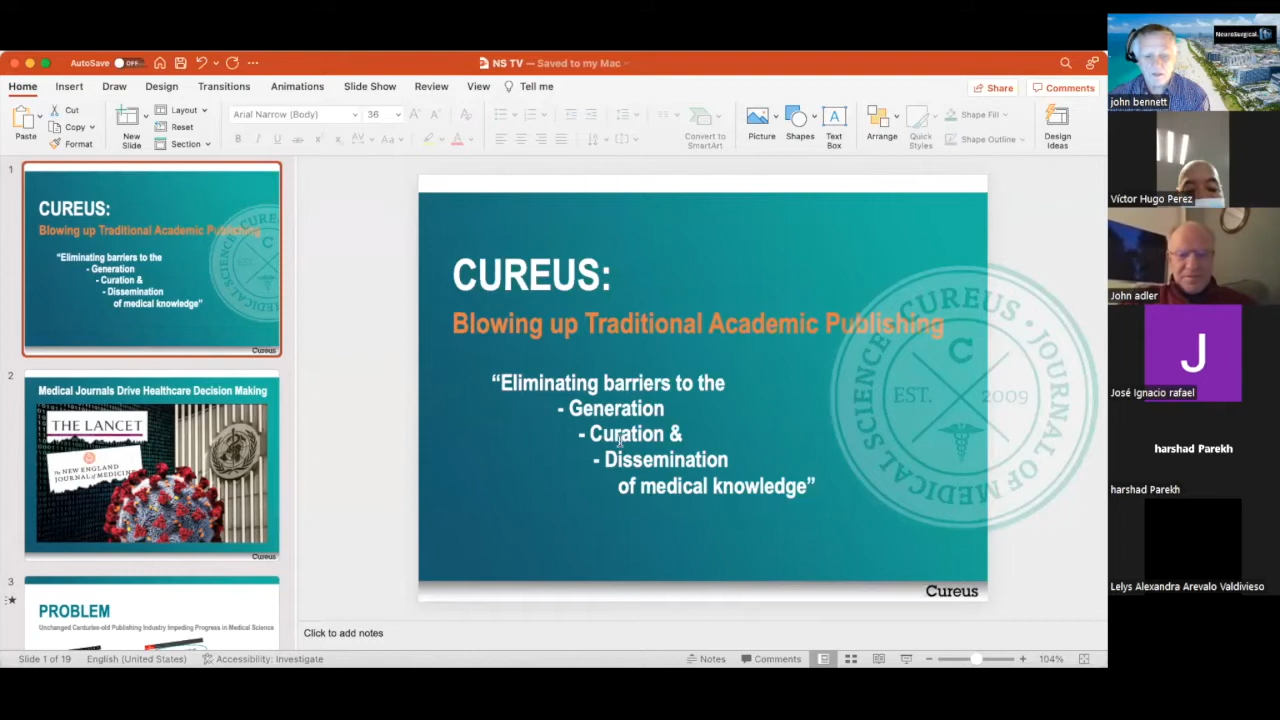 AutoSave OFF
NS TV — Saved to my Mac
Home Insert Draw Design Transitions Animations Slide Show Review View Tell me
Share Comments
Paste
Cut
Copy
Format
New
Slide
Layout
Reset
Section
Arial Narrow (Body) 36
Convert to
SmartArt
Picture
Shapes
Text
Box
Arrange
Quick
Styles
Shape Fill
Shape Outline
Design
Ideas
1
CUREUS:
Blowing up Traditional Academic Publishing
“Eliminating barriers to the
- Generation
- Curation &
- Dissemination
of medical knowledge”
Cureus
2
Medical Journals Drive Healthcare Decision Making
THE LANCET
The NEW ENGLAND
JOURNAL of MEDICINE
Cureus
3
PROBLEM
Unchanged Centuries-old Publishing Industry Impeding Progress in Medical Science
CUREUS:
Blowing up Traditional Academic Publishing
“Eliminating barriers to the
- Generation
- Curation &
- Dissemination
of medical knowledge”
CUREUS · JOURNAL OF MEDICAL SCIENCE
C
EST. 2009
Cureus
Click to add notes
Slide 1 of 19 English (United States) Accessibility: Investigate
Notes Comments 104%
NeuroSurgical.tv
john bennett
Víctor Hugo Perez
John adler
J
José Ignacio rafael
harshad Parekh
harshad Parekh
Lelys Alexandra Arevalo Valdivieso